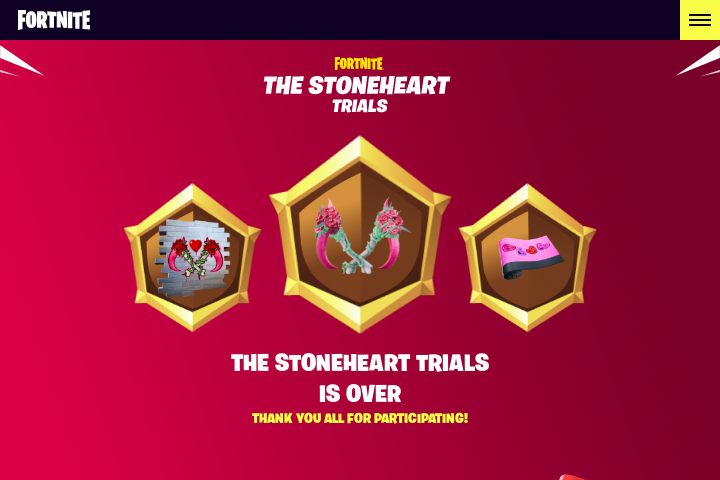 FORTNITE
FORTNITE
THE STONEHEART
TRIALS
THE STONEHEART TRIALS
IS OVER
THANK YOU ALL FOR PARTICIPATING!